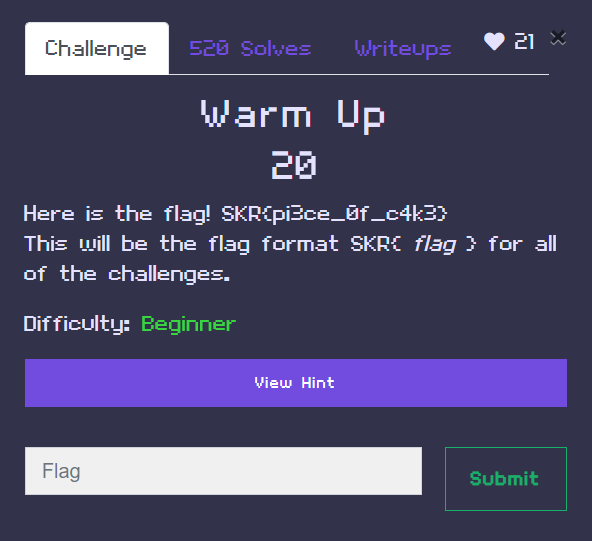 Challenge 520 Solves Writeups ♥ 21 ×
Warm Up
20
Here is the flag! SKR{pi3ce_0f_c4k3}
This will be the flag format SKR{ flag } for all
of the challenges.
Difficulty: Beginner
View Hint
Flag Submit